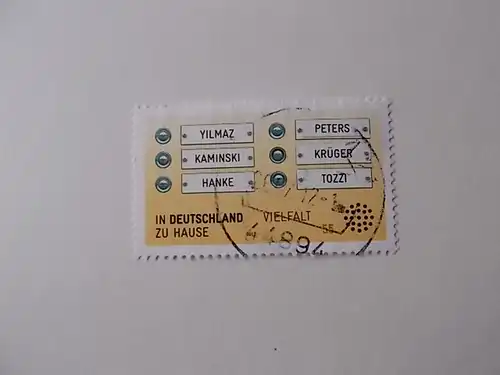 YILMAZ
PETERS
KAMINSKI
KRÜGER
HANKE
TOZZI
IN DEUTSCHLAND VIELFALT
ZU HAUSE
55
44894